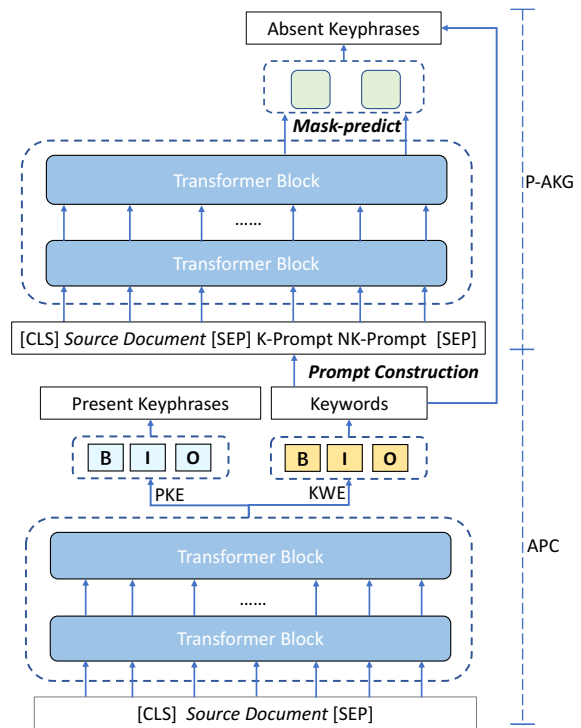 Absent Keyphrases
Mask-predict
Transformer Block
P-AKG
......
Transformer Block
[CLS] Source Document [SEP] K-Prompt NK-Prompt [SEP]
Prompt Construction
Present Keyphrases
Keywords
B I O
B I O
PKE
KWE
Transformer Block
APC
......
Transformer Block
[CLS] Source Document [SEP]